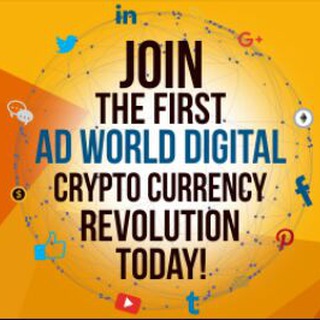 JOIN
THE FIRST
AD WORLD DIGITAL
CRYPTO CURRENCY
REVOLUTION
TODAY!